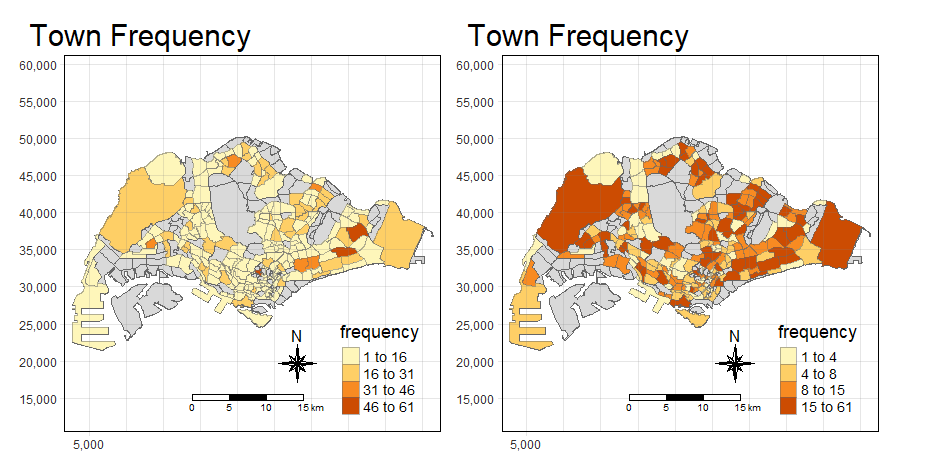 Town Frequency
60,000
55,000
50,000
45,000
40,000
35,000
30,000
25,000
20,000
15,000
5,000
N
frequency
1 to 16
16 to 31
31 to 46
46 to 61
0 5 10 15 km
Town Frequency
60,000
55,000
50,000
45,000
40,000
35,000
30,000
25,000
20,000
15,000
5,000
N
frequency
1 to 4
4 to 8
8 to 15
15 to 61
0 5 10 15 km